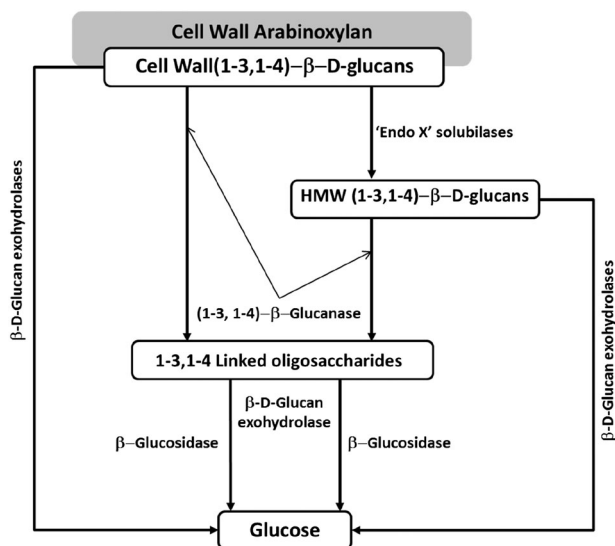 Cell Wall Arabinoxylan
Cell Wall(1-3,1-4)–β–D-glucans
'Endo X' solubilases
HMW (1-3,1-4)–β–D-glucans
β-D-Glucan exohydrolases
(1-3, 1-4)–β–Glucanase
β-D-Glucan exohydrolases
1-3,1-4 Linked oligosaccharides
β-D-Glucan
exohydrolase
β–Glucosidase
β–Glucosidase
Glucose